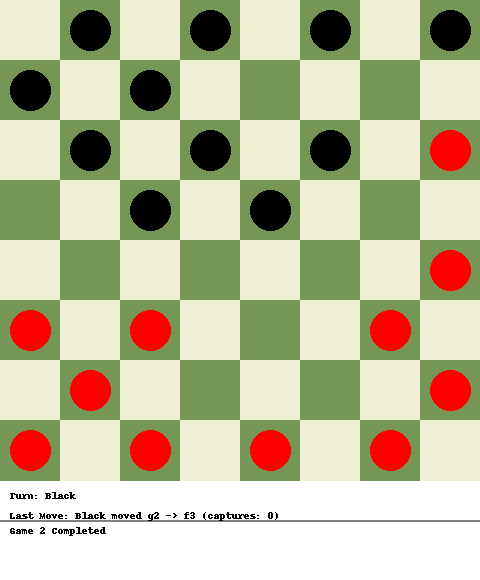 Turn: Black
Last Move: Black moved g2 -> f3 (captures: 0)
Game 2 Completed